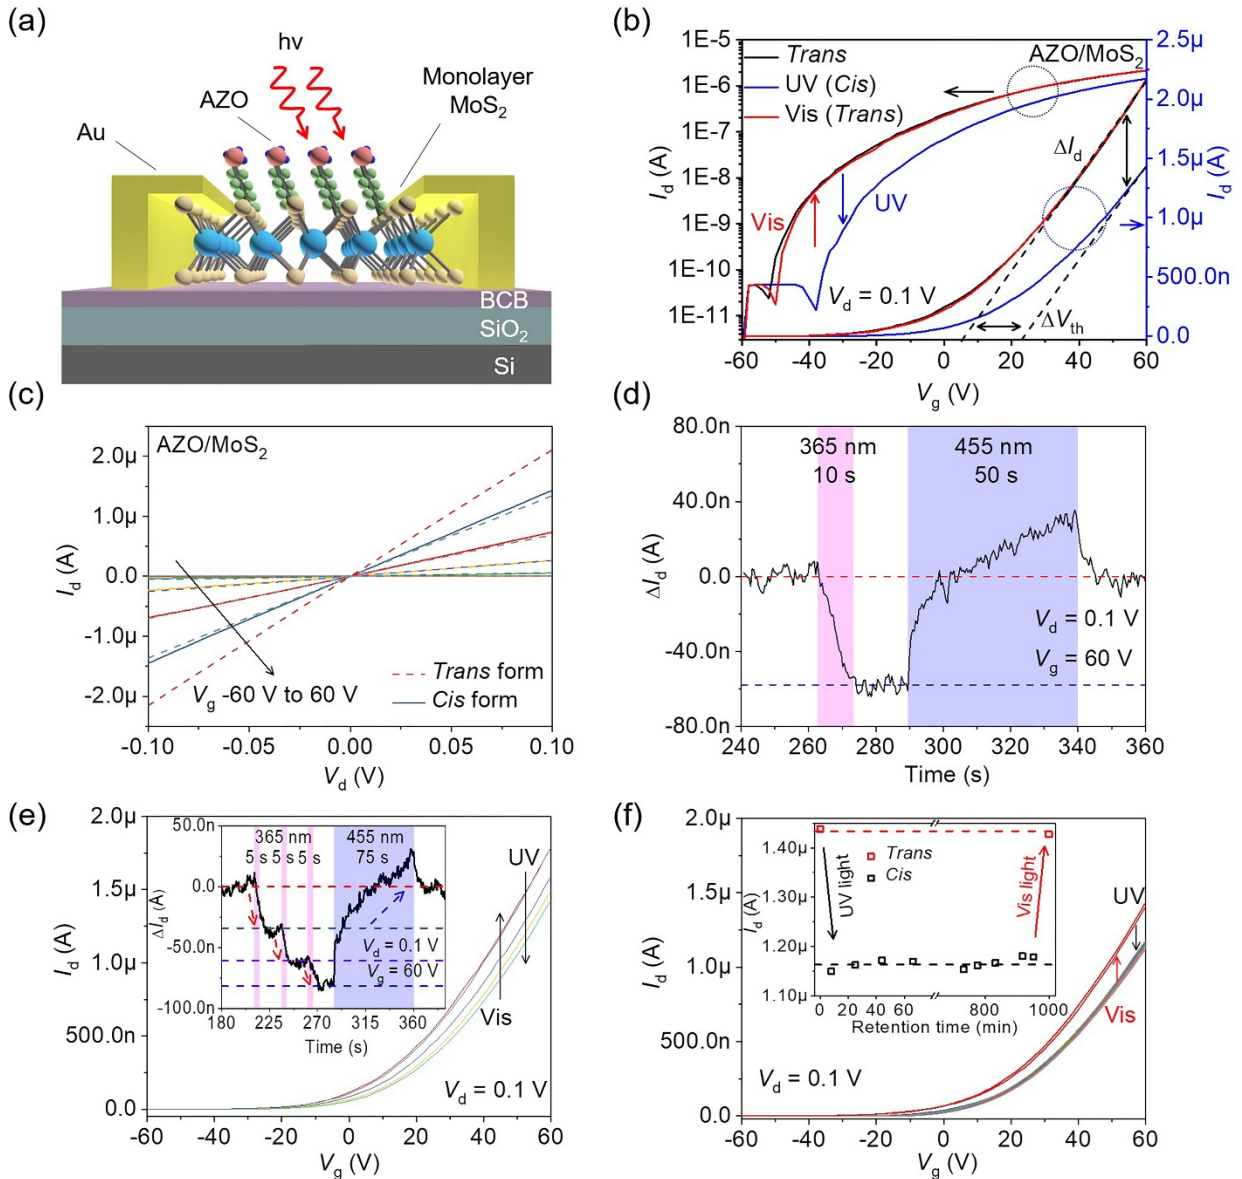 (a)
hv
AZO
Monolayer
MoS2
Au
BCB
SiO2
Si
(b)
1E-5
1E-6
1E-7
1E-8
1E-9
1E-10
1E-11
Id (A)
Trans
UV (Cis)
Vis (Trans)
AZO/MoS2
ΔId
Vis
UV
Vd = 0.1 V
ΔVth
2.5µ
2.0µ
1.5µ
1.0µ
500.0n
0.0
Id (A)
-60 -40 -20 0 20 40 60
Vg (V)
(c)
AZO/MoS2
2.0µ
1.0µ
0.0
-1.0µ
-2.0µ
Id (A)
Vg -60 V to 60 V
Trans form
Cis form
-0.10 -0.05 0.00 0.05 0.10
Vd (V)
(d)
80.0n
40.0n
0.0
-40.0n
-80.0n
ΔId (A)
365 nm
10 s
455 nm
50 s
Vd = 0.1 V
Vg = 60 V
240 260 280 300 320 340 360
Time (s)
(e)
2.0µ
1.5µ
1.0µ
500.0n
0.0
Id (A)
50.0n
0.0
-50.0n
-100.0n
ΔId (A)
365 nm
5 s 5 s 5 s
455 nm
75 s
Vd = 0.1 V
Vg = 60 V
180 225 270 315 360
Time (s)
UV
Vis
Vd = 0.1 V
-60 -40 -20 0 20 40 60
Vg (V)
(f)
2.0µ
1.5µ
1.0µ
500.0n
0.0
Id (A)
1.40µ
1.20µ
1.10µ
Id (A)
UV light
Trans
Cis
Vis light
0 20 40 60 800 1000
Retention time (min)
UV
Vis
Vd = 0.1 V
-60 -40 -20 0 20 40 60
Vg (V)